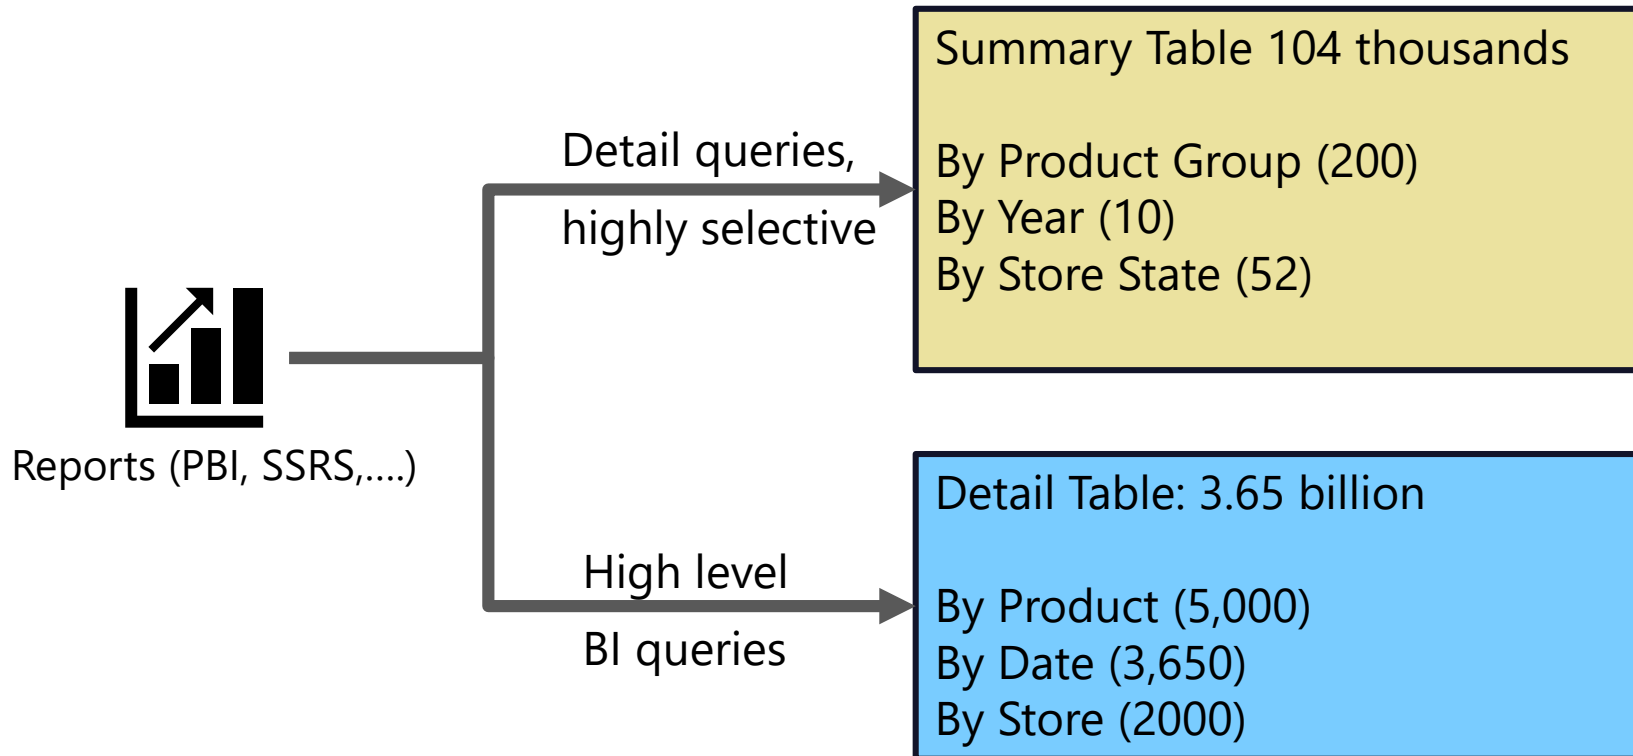 Summary Table 104 thousands
By Product Group (200)
By Year (10)
By Store State (52)
Detail queries,
highly selective
Reports (PBI, SSRS,....)
High level
BI queries
Detail Table: 3.65 billion
By Product (5,000)
By Date (3,650)
By Store (2000)